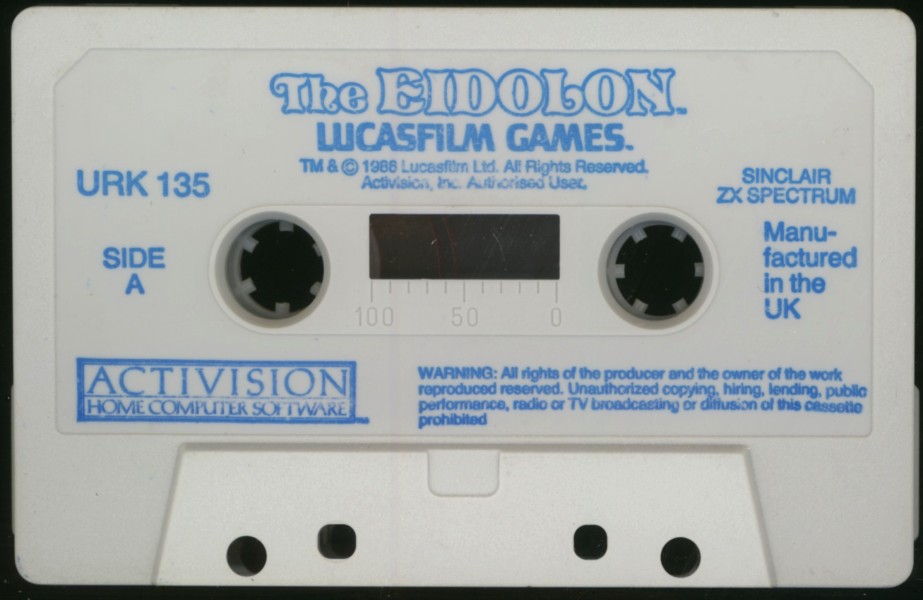 The EIDOLON™
LUCASFILM GAMES™
TM & © 1986 Lucasfilm Ltd. All Rights Reserved.
Activision, Inc. Authorised User.
URK 135
SINCLAIR
ZX SPECTRUM
SIDE
A
Manu-
factured
in the
UK
100 50 0
ACTIVISION
HOME COMPUTER SOFTWARE™
WARNING: All rights of the producer and the owner of the work
reproduced reserved. Unauthorized copying, hiring, lending, public
performance, radio or TV broadcasting or diffusion of this cassette
prohibited